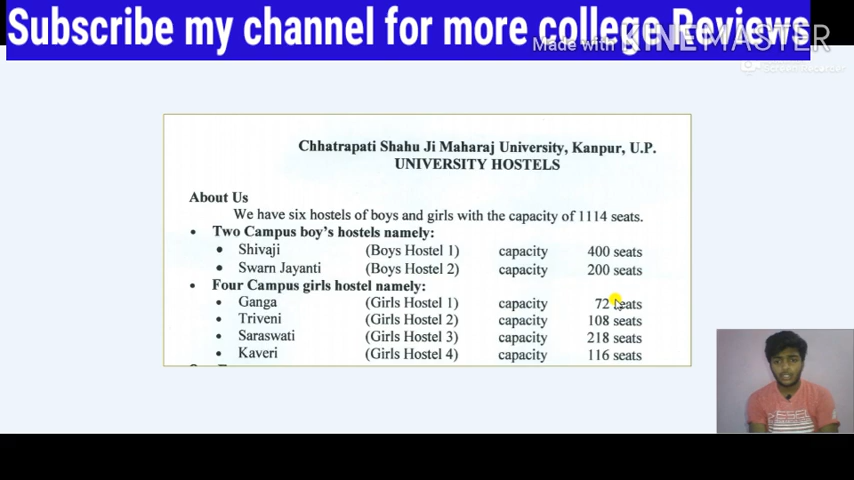 Subscribe my channel for more college Reviews
Made with KINEMASTER
Screen Recorder
Chhatrapati Shahu Ji Maharaj University, Kanpur, U.P.
UNIVERSITY HOSTELS
About Us
We have six hostels of boys and girls with the capacity of 1114 seats.
• Two Campus boy's hostels namely:
• Shivaji (Boys Hostel 1) capacity 400 seats
• Swarn Jayanti (Boys Hostel 2) capacity 200 seats
• Four Campus girls hostel namely:
• Ganga (Girls Hostel 1) capacity 72 seats
• Triveni (Girls Hostel 2) capacity 108 seats
• Saraswati (Girls Hostel 3) capacity 218 seats
• Kaveri (Girls Hostel 4) capacity 116 seats